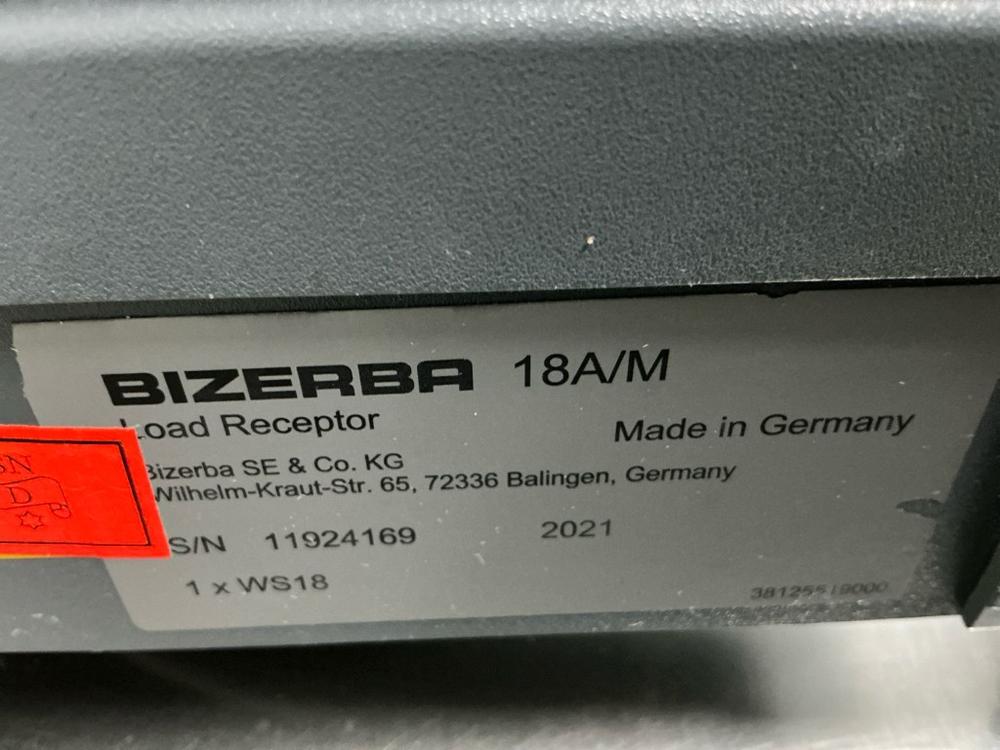 BIZERBA 18A/M
Load Receptor
Made in Germany
Bizerba SE & Co. KG
Wilhelm-Kraut-Str. 65, 72336 Balingen, Germany
SN
D
S/N 11924169 2021
1 x WS18